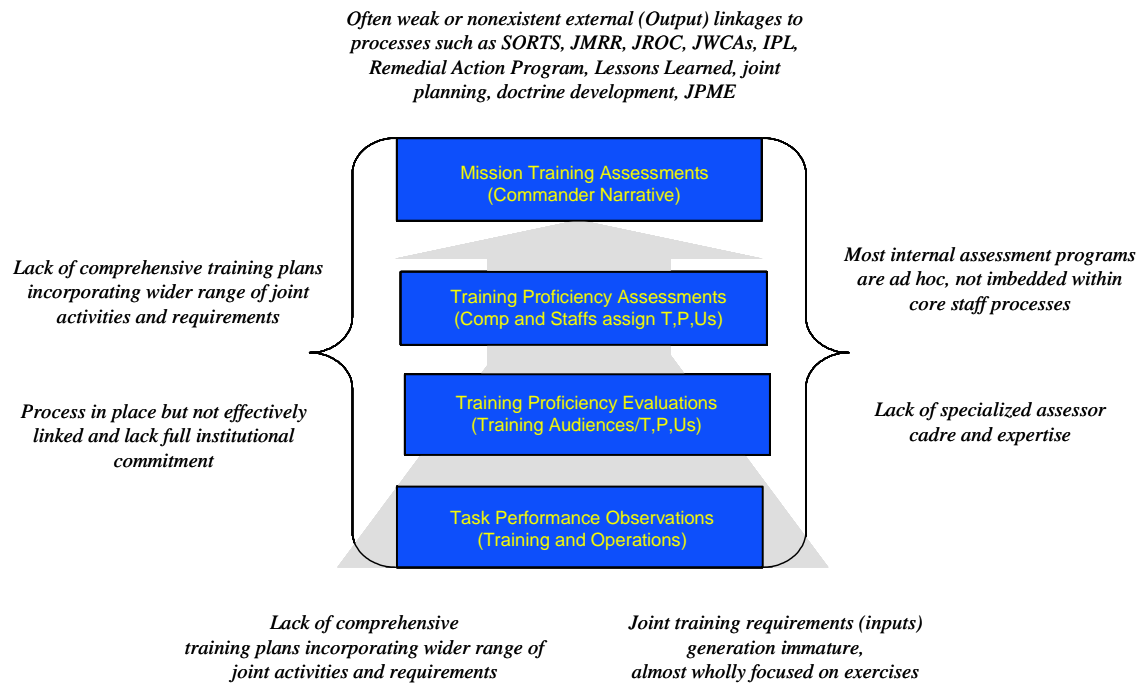 Often weak or nonexistent external (Output) linkages to
processes such as SORTS, JMRR, JROC, JWCAs, IPL,
Remedial Action Program, Lessons Learned, joint
planning, doctrine development, JPME
Mission Training Assessments
(Commander Narrative)
Lack of comprehensive training plans
incorporating wider range of joint
activities and requirements
Training Proficiency Assessments
(Comp and Staffs assign T,P,Us)
Most internal assessment programs
are ad hoc, not imbedded within
core staff processes
Process in place but not effectively
linked and lack full institutional
commitment
Training Proficiency Evaluations
(Training Audiences/T,P,Us)
Lack of specialized assessor
cadre and expertise
Task Performance Observations
(Training and Operations)
Lack of comprehensive
training plans incorporating wider range of
joint activities and requirements
Joint training requirements (inputs)
generation immature,
almost wholly focused on exercises